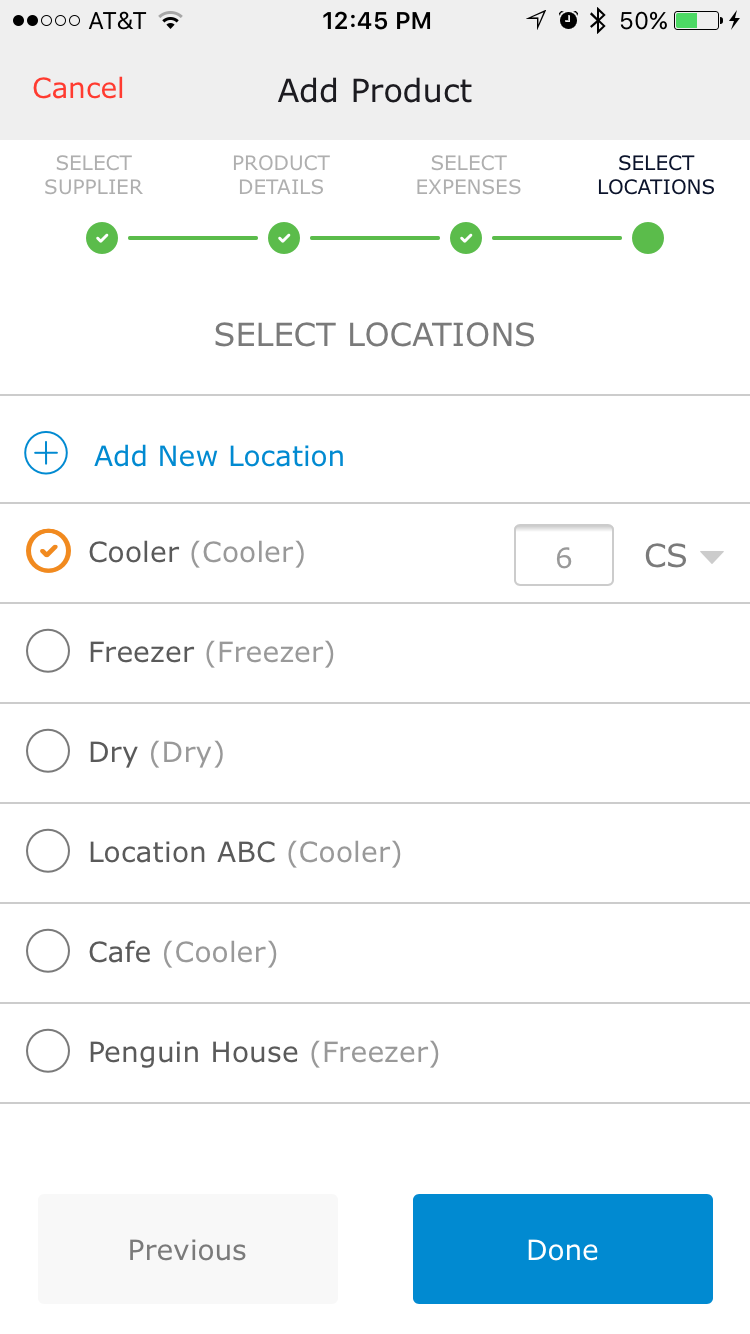 AT&T 12:45 PM 50%
Cancel Add Product
SELECT SUPPLIER
PRODUCT DETAILS
SELECT EXPENSES
SELECT LOCATIONS
SELECT LOCATIONS
Add New Location
Cooler (Cooler) 6 CS
Freezer (Freezer)
Dry (Dry)
Location ABC (Cooler)
Cafe (Cooler)
Penguin House (Freezer)
Previous Done